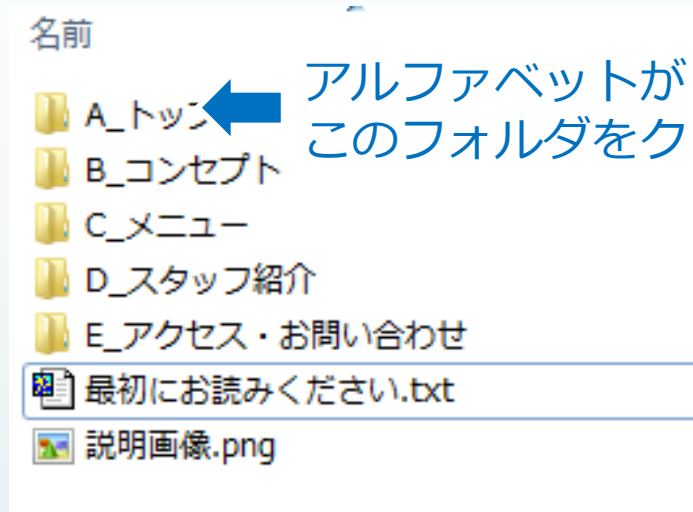 名前
アルファベットが
このフォルダをク
A_トップ
B_コンセプト
C_メニュー
D_スタッフ紹介
E_アクセス・お問い合わせ
最初にお読みください.txt
説明画像.png